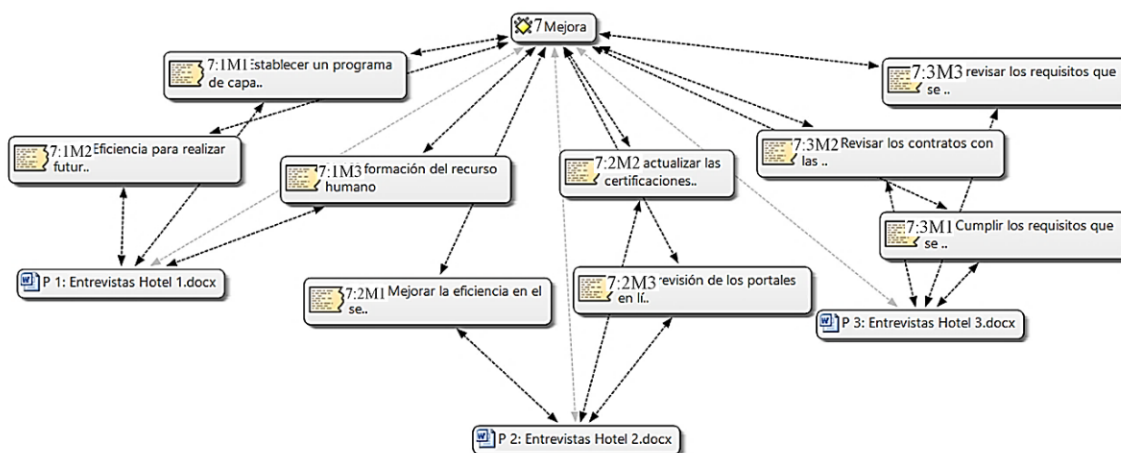 7 Mejora
7:1M1 Establecer un programa
de capa..
7:3M3 revisar los requisitos que
se ..
7:1M2 Eficiencia para realizar
futur..
7:1M3 formación del recurso
humano
7:2M2 actualizar las
certificaciones..
7:3M2 Revisar los contratos con
las ..
7:3M1 Cumplir los requisitos que
se ..
P 1: Entrevistas Hotel 1.docx
7:2M1 Mejorar la eficiencia en el
se..
7:2M3 revisión de los portales
en lí..
P 3: Entrevistas Hotel 3.docx
P 2: Entrevistas Hotel 2.docx